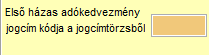 Első házas adókedvezmény
jogcím kódja a jogcímtörzsből